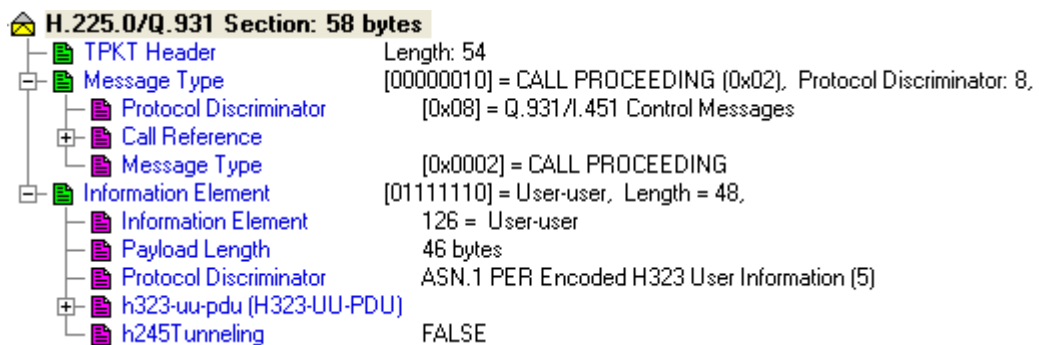 H.225.0/Q.931 Section: 58 bytes
TPKT Header Length: 54
Message Type [00000010] = CALL PROCEEDING (0x02), Protocol Discriminator: 8,
Protocol Discriminator [0x08] = Q.931/I.451 Control Messages
Call Reference
Message Type [0x0002] = CALL PROCEEDING
Information Element [01111110] = User-user, Length = 48,
Information Element 126 = User-user
Payload Length 46 bytes
Protocol Discriminator ASN.1 PER Encoded H323 User Information (5)
h323-uu-pdu (H323-UU-PDU)
h245Tunneling FALSE